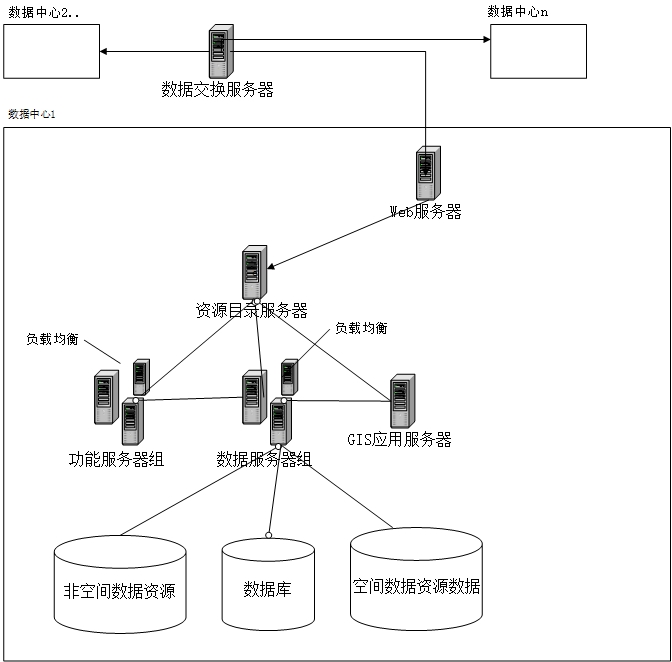 数据中心2..
数据中心n
数据交换服务器
数据中心1
Web服务器
资源目录服务器
负载均衡
负载均衡
功能服务器组
数据服务器组
GIS应用服务器
非空间数据资源
数据库
空间数据资源数据